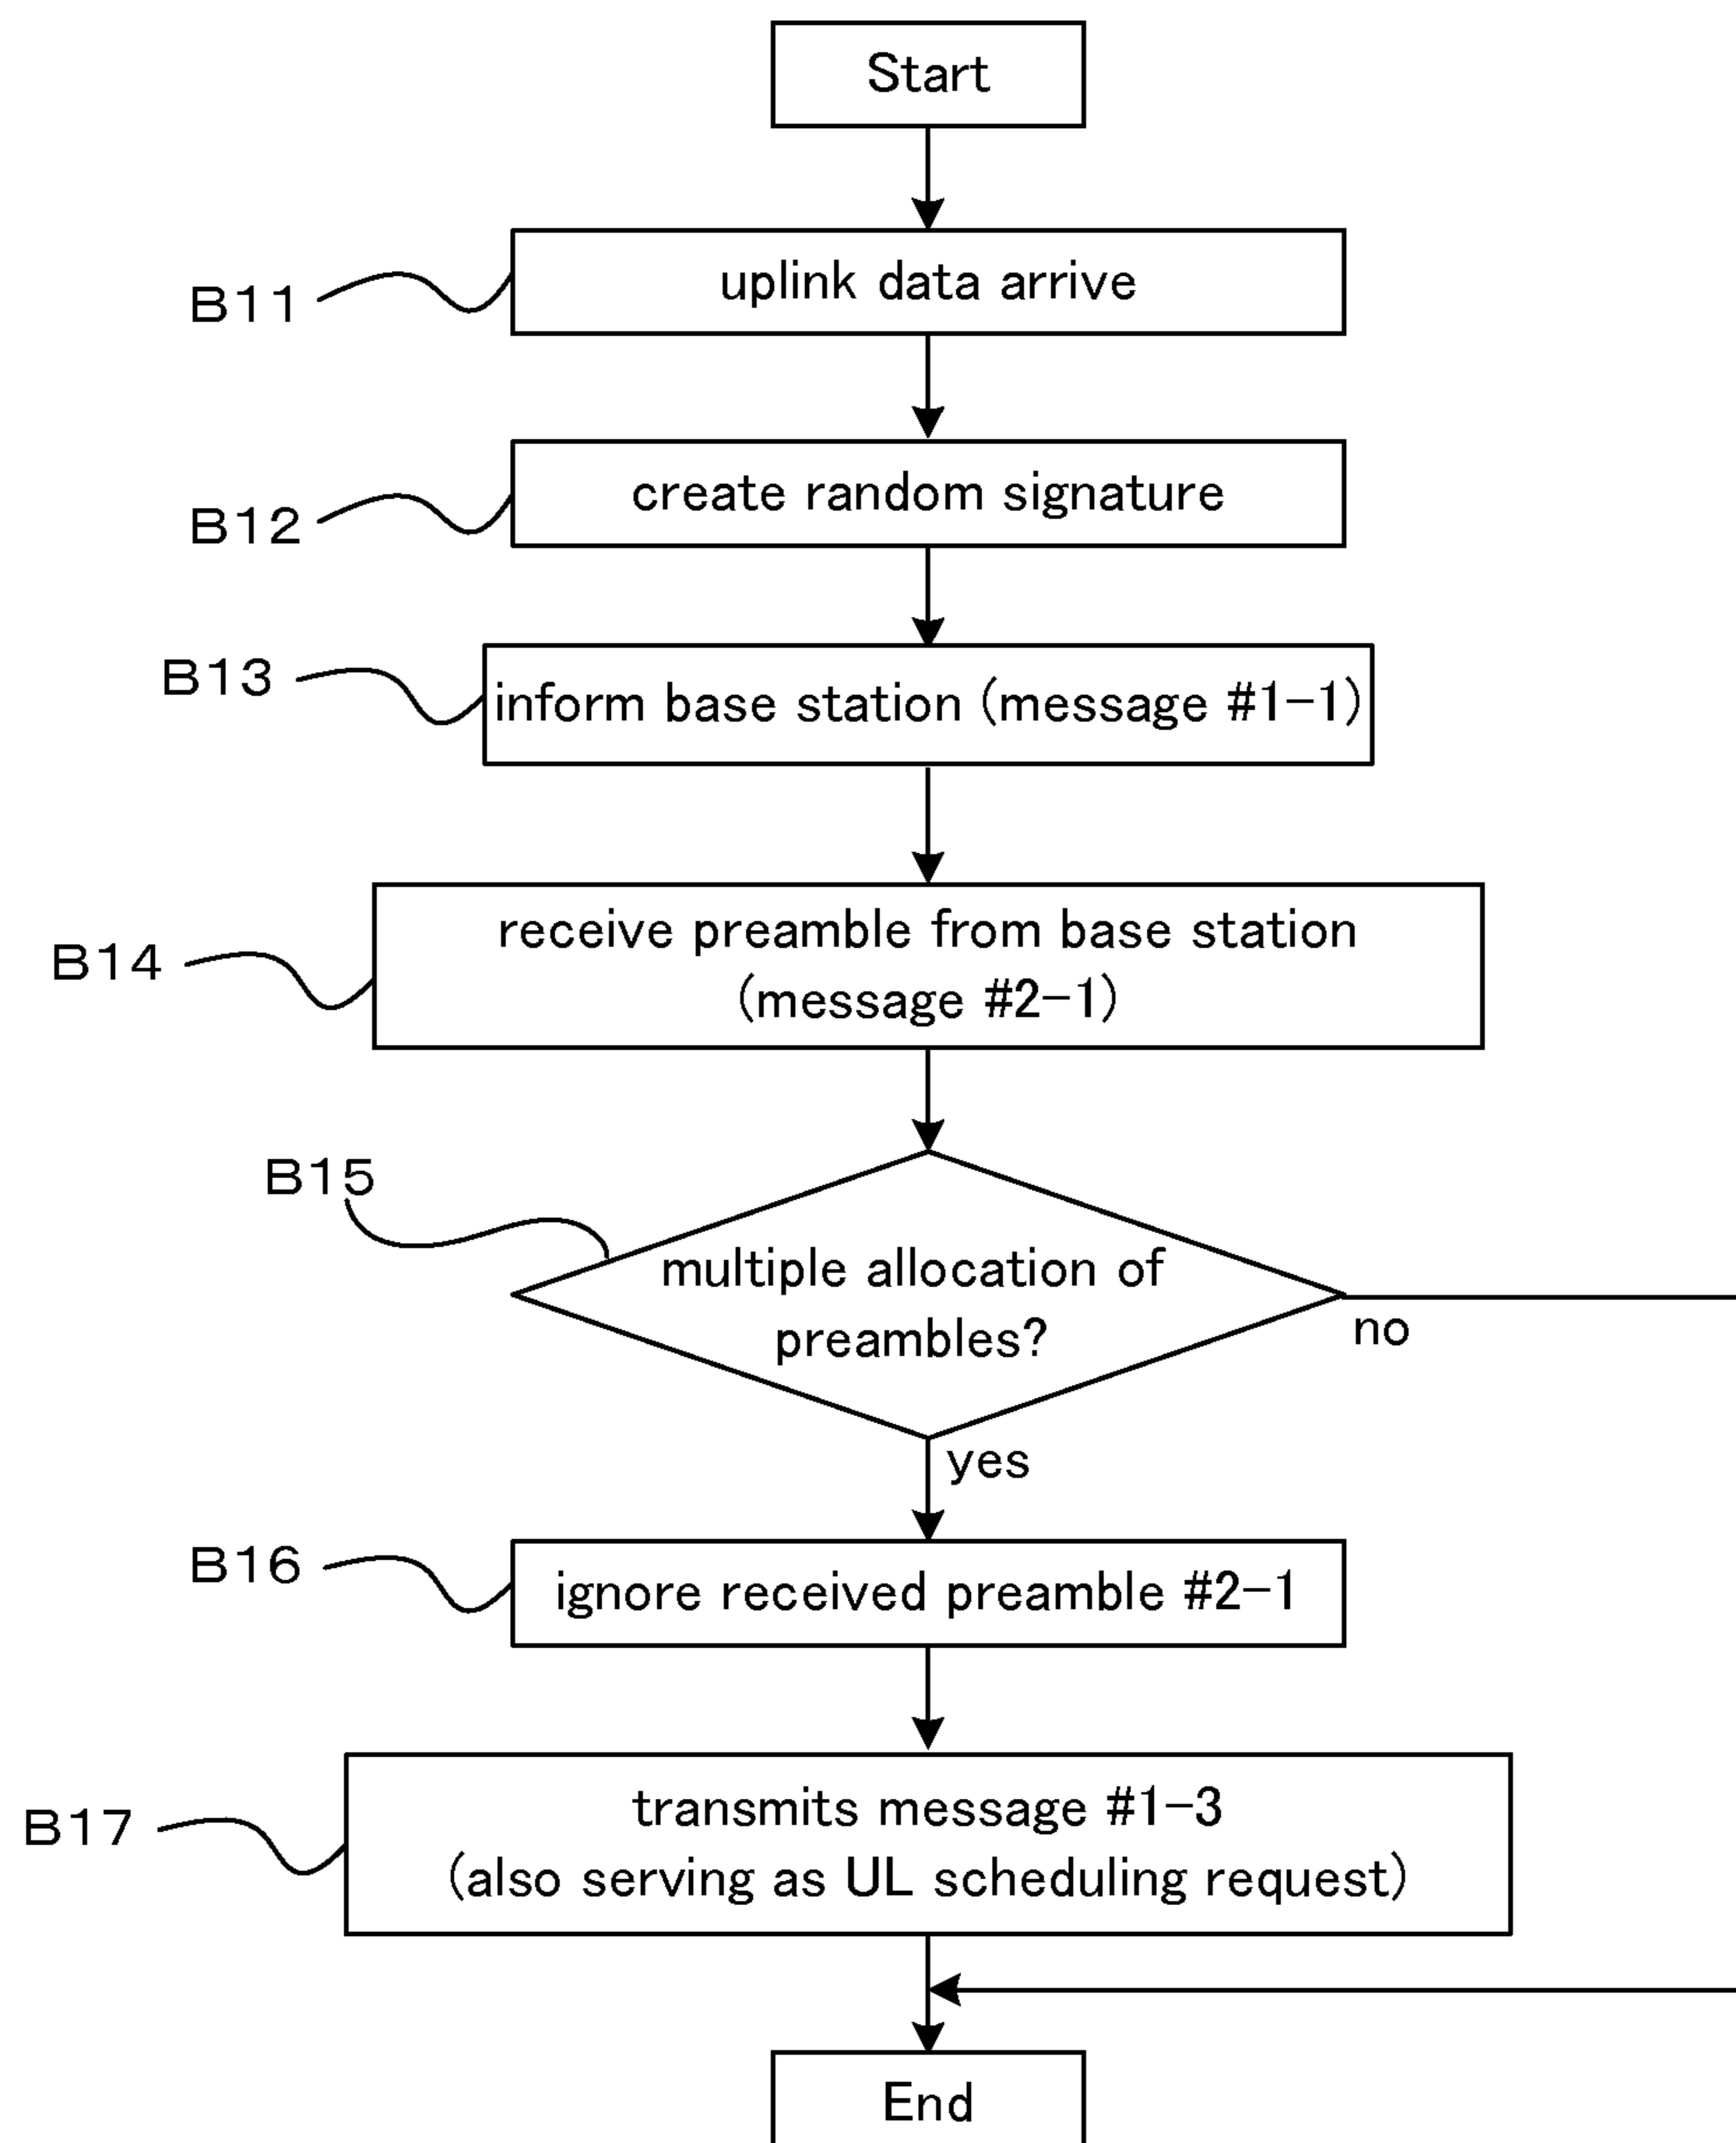 Start
B11
uplink data arrive
B12
create random signature
B13
inform base station (message #1-1)
B14
receive preamble from base station
(message #2-1)
B15
multiple allocation of
preambles?
no
yes
B16
ignore received preamble #2-1
B17
transmits message #1-3
(also serving as UL scheduling request)
End